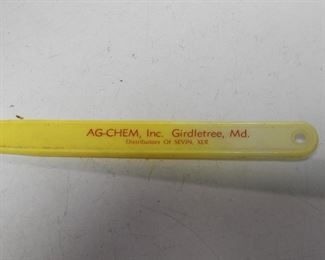 AG-CHEM, Inc. Girdletree, Md.
Distributors Of SEVIN, XLR